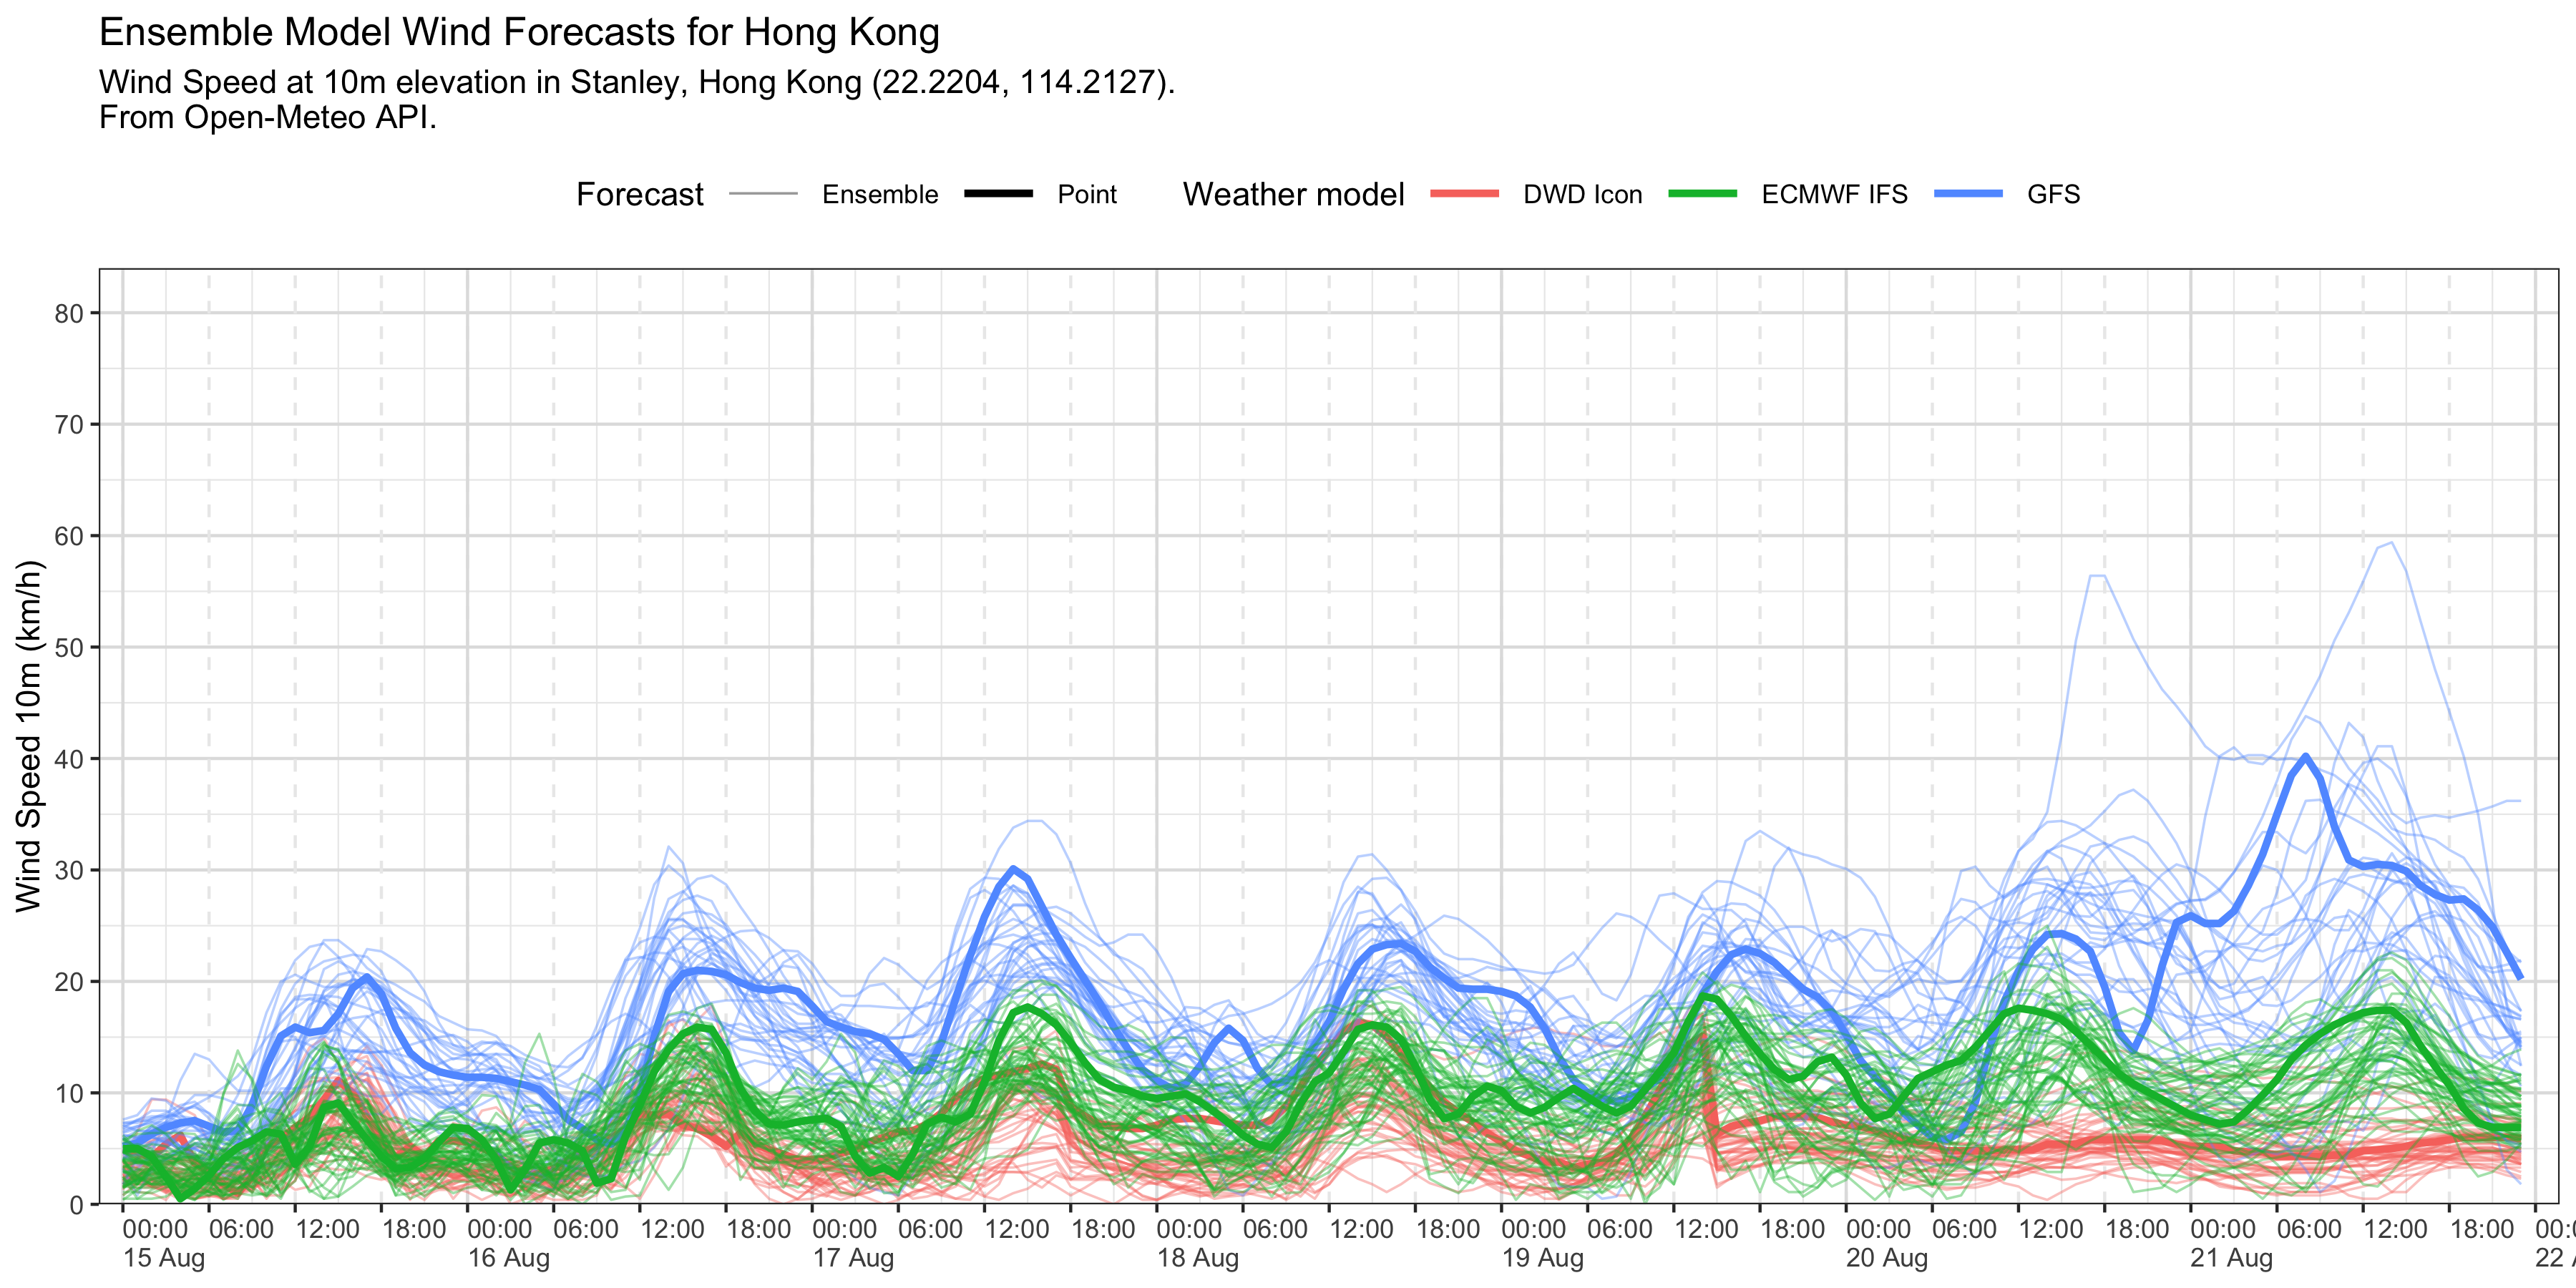 Ensemble Model Wind Forecasts for Hong Kong
Wind Speed at 10m elevation in Stanley, Hong Kong (22.2204, 114.2127).
From Open-Meteo API.
Forecast Ensemble Point Weather model DWD Icon ECMWF IFS GFS
Wind Speed 10m (km/h)
80
70
60
50
40
30
20
10
0
00:00 06:00 12:00 18:00 00:00 06:00 12:00 18:00 00:00 06:00 12:00 18:00 00:00 06:00 12:00 18:00 00:00 06:00 12:00 18:00 00:00 06:00 12:00 18:00 00:00 06:00 12:00 18:00 00:0
15 Aug 16 Aug 17 Aug 18 Aug 19 Aug 20 Aug 21 Aug 22 A